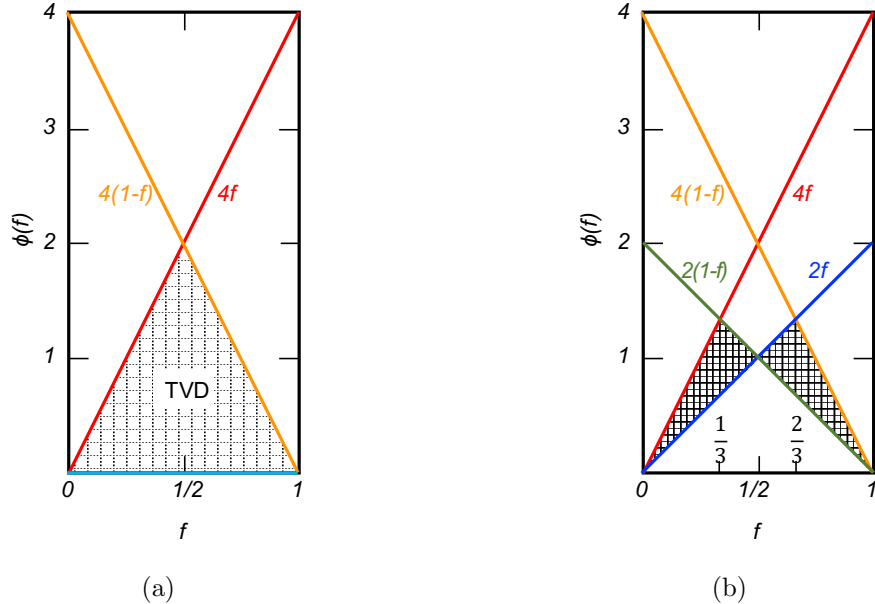 4
3
2
1
0
1/2
1
ϕ(f)
f
4(1-f)
4f
TVD
(a)
4
3
2
1
0
1/2
1
ϕ(f)
f
4(1-f)
4f
2(1-f)
2f
1/3
2/3
(b)